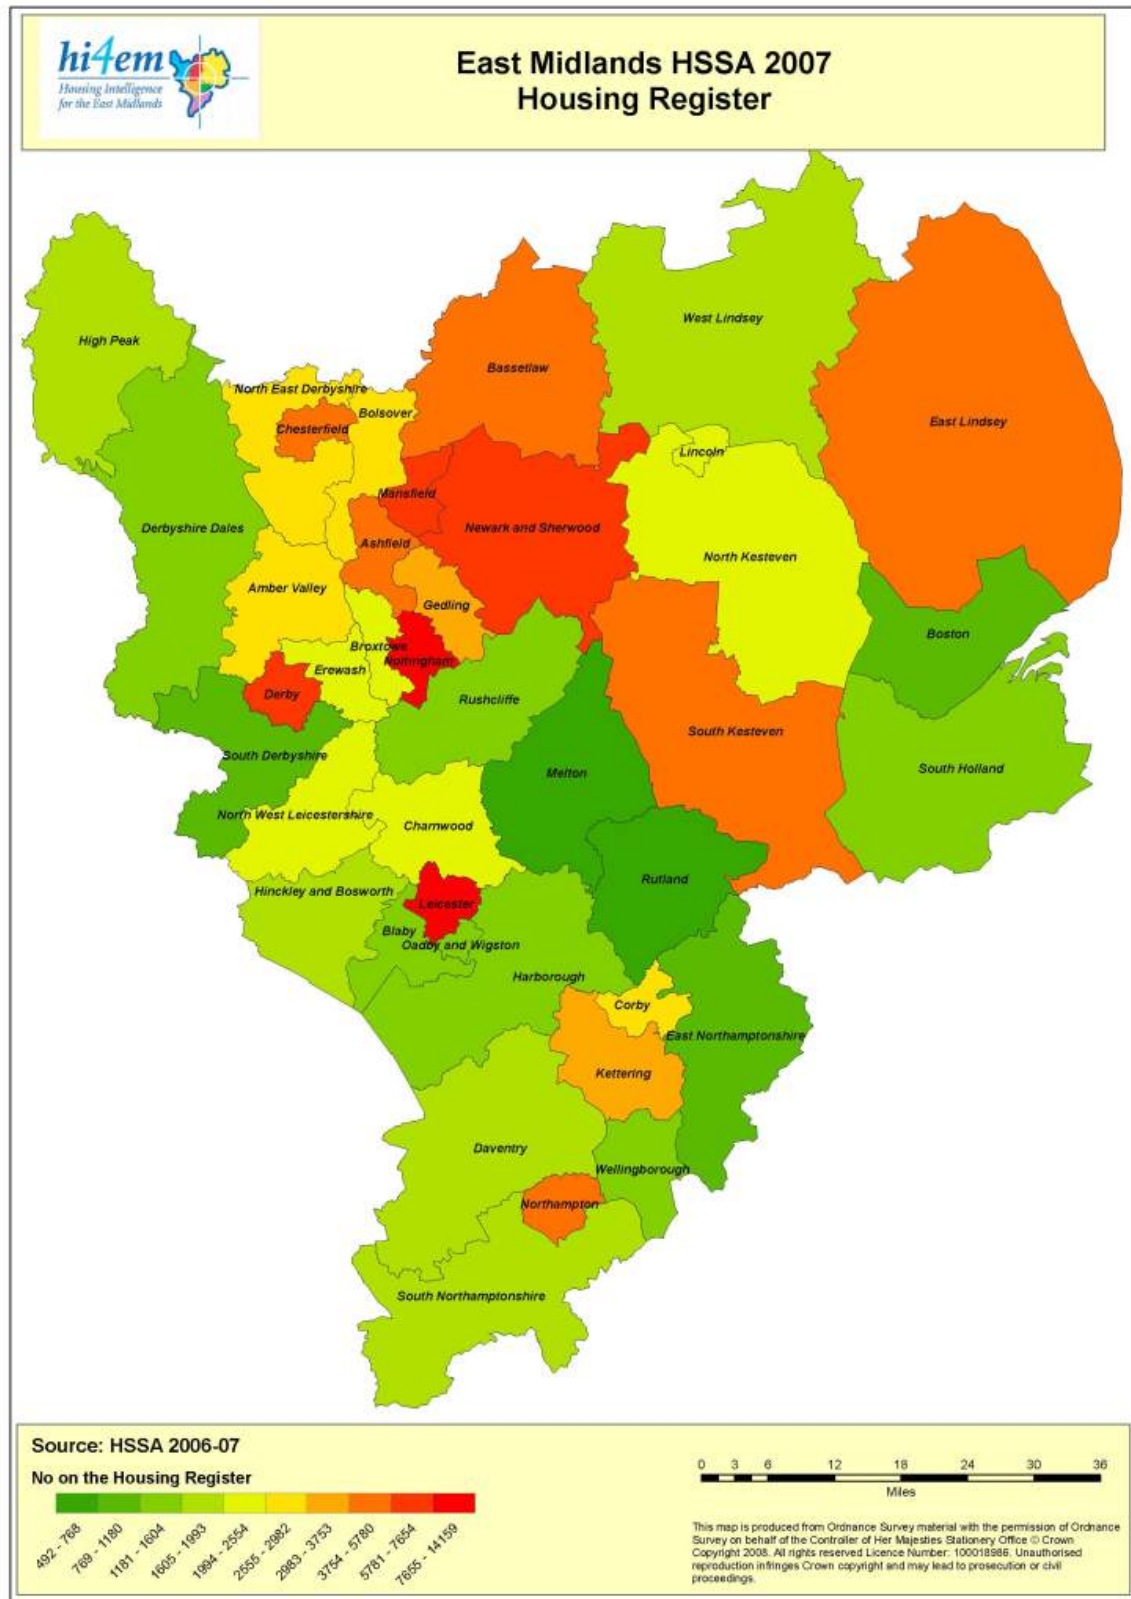 hi4em
Housing Intelligence
for the East Midlands
East Midlands HSSA 2007
Housing Register
High Peak
West Lindsey
Bassetlaw
North East Derbyshire
Bolsover
Chesterfield
East Lindsey
Lincoln
Mansfield
Derbyshire Dales
Newark and Sherwood
Ashfield
North Kesteven
Amber Valley
Gedling
Boston
Broxtowe
Nottingham
Erewash
Derby
Rushcliffe
South Kesteven
South Derbyshire
Melton
South Holland
North West Leicestershire
Charnwood
Rutland
Hinckley and Bosworth
Leicester
Blaby
Oadby and Wigston
Harborough
Corby
East Northamptonshire
Kettering
Daventry
Wellingborough
Northampton
South Northamptonshire
Source: HSSA 2006-07
No on the Housing Register
492 - 768
769 - 1180
1181 - 1604
1605 - 1993
1994 - 2554
2555 - 2982
2983 - 3753
3754 - 5780
5781 - 7654
7655 - 14159
0 3 6 12 18 24 30 36
Miles
This map is produced from Ordnance Survey material with the permission of Ordnance
Survey on behalf of the Controller of Her Majesties Stationery Office © Crown
Copyright 2008. All rights reserved Licence Number: 100018986. Unauthorised
reproduction infringes Crown copyright and may lead to prosecution or civil
proceedings.